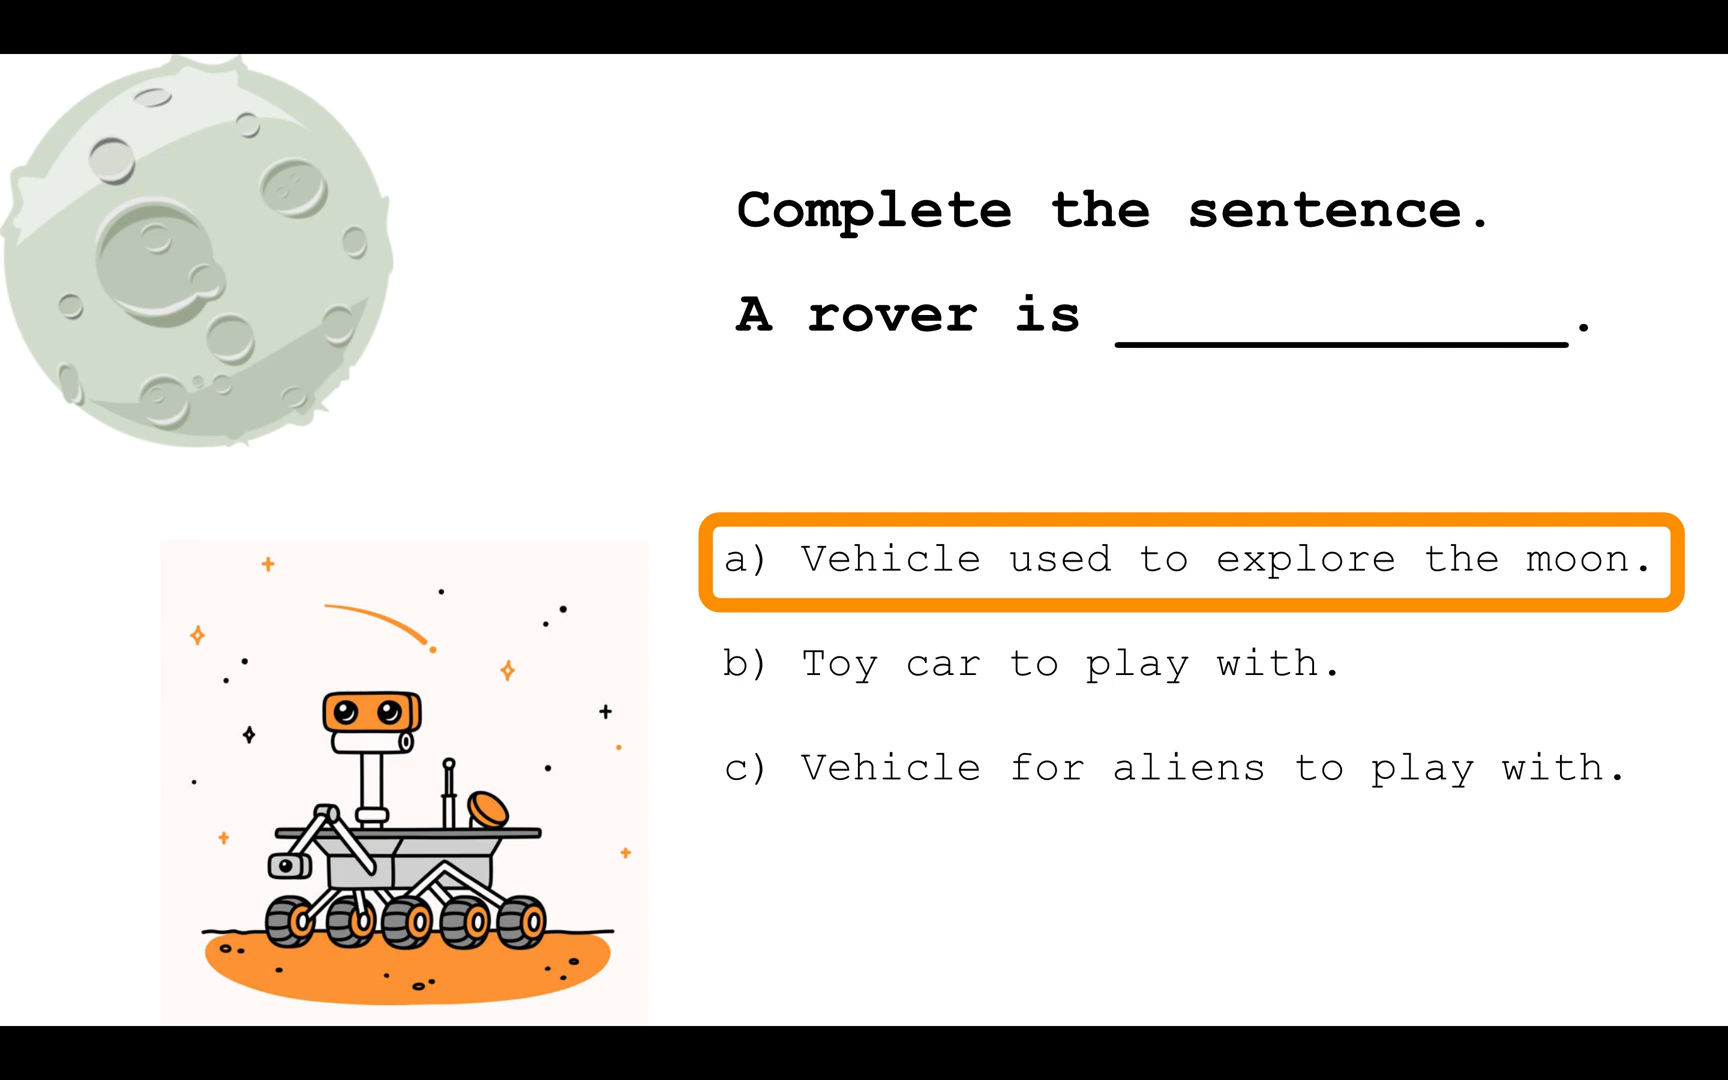 Complete the sentence.
A rover is ______________.
a) Vehicle used to explore the moon.
b) Toy car to play with.
c) Vehicle for aliens to play with.